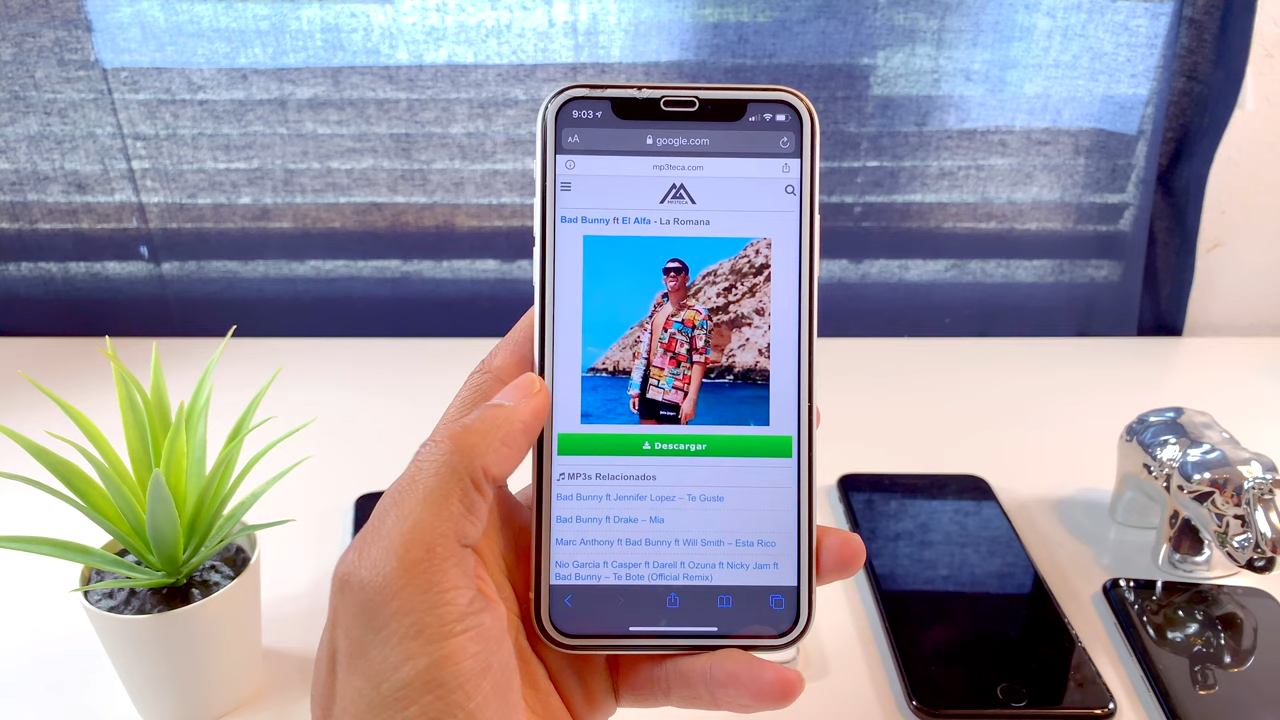 9:03
AA google.com
mp3teca.com
MP3TECA
Bad Bunny ft El Alfa - La Romana
Descargar
MP3s Relacionados
Bad Bunny ft Jennifer Lopez – Te Guste
Bad Bunny ft Drake – Mia
Marc Anthony ft Bad Bunny ft Will Smith – Esta Rico
Nio Garcia ft Casper ft Darell ft Ozuna ft Nicky Jam ft
Bad Bunny – Te Bote (Official Remix)